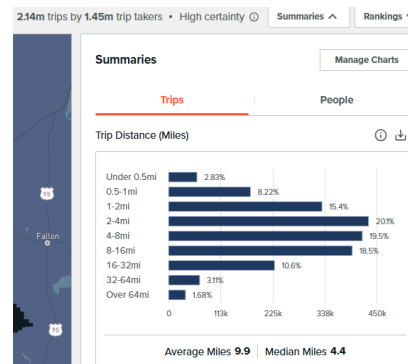 2.14m trips by 1.45m trip takers • High certainty ⓘ Summaries Rankings
Summaries
Manage Charts
Trips People
Trip Distance (Miles)
Under 0.5mi 2.83%
0.5-1mi 8.22%
1-2mi 15.4%
2-4mi 20.1%
4-8mi 19.5%
8-16mi 18.5%
16-32mi 10.6%
32-64mi 3.11%
Over 64mi 1.68%
0 113k 225k 338k 450k
Average Miles 9.9 Median Miles 4.4
95
Fallon
95